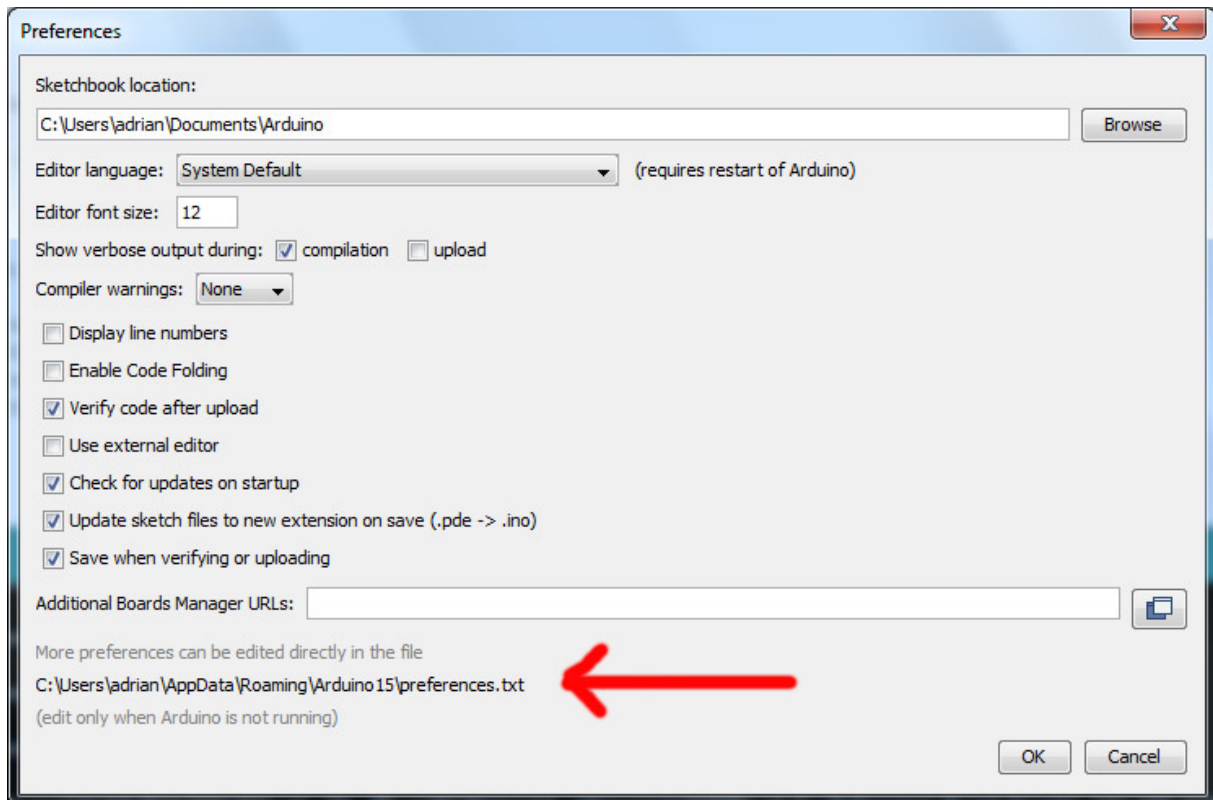 Preferences
Sketchbook location:
C:\Users\adrian\Documents\Arduino Browse
Editor language: System Default (requires restart of Arduino)
Editor font size: 12
Show verbose output during: compilation upload
Compiler warnings: None
Display line numbers
Enable Code Folding
Verify code after upload
Use external editor
Check for updates on startup
Update sketch files to new extension on save (.pde -> .ino)
Save when verifying or uploading
Additional Boards Manager URLs:
More preferences can be edited directly in the file
C:\Users\adrian\AppData\Roaming\Arduino15\preferences.txt
(edit only when Arduino is not running)
OK Cancel